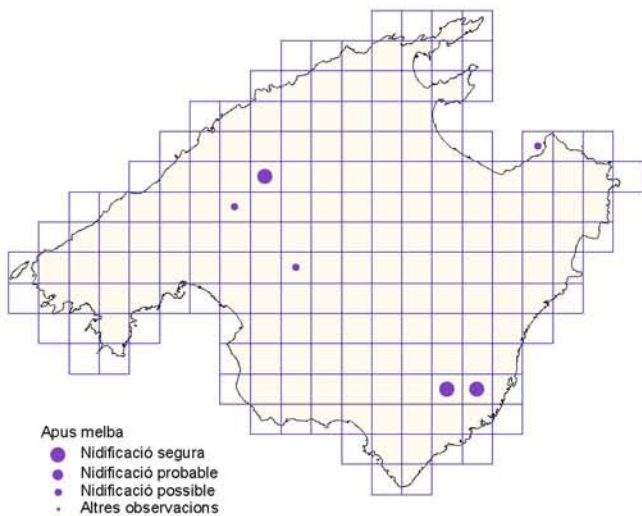 Apus melba
Nidificació segura
Nidificació probable
Nidificació possible
Altres observacions